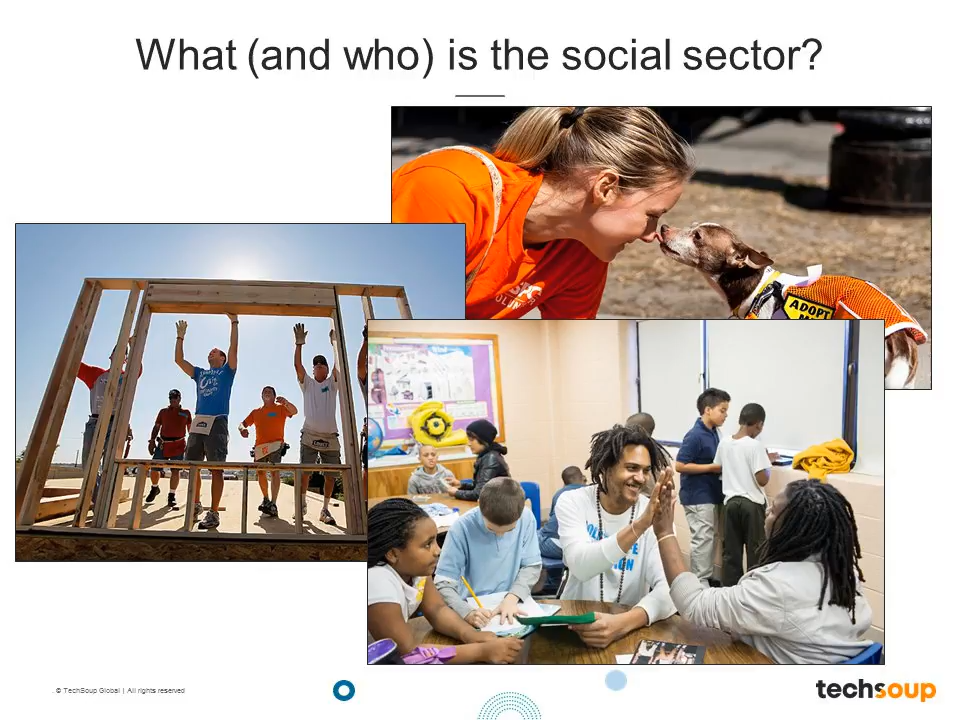 What (and who) is the social sector?
ADOPT
. © TechSoup Global | All rights reserved
techsoup